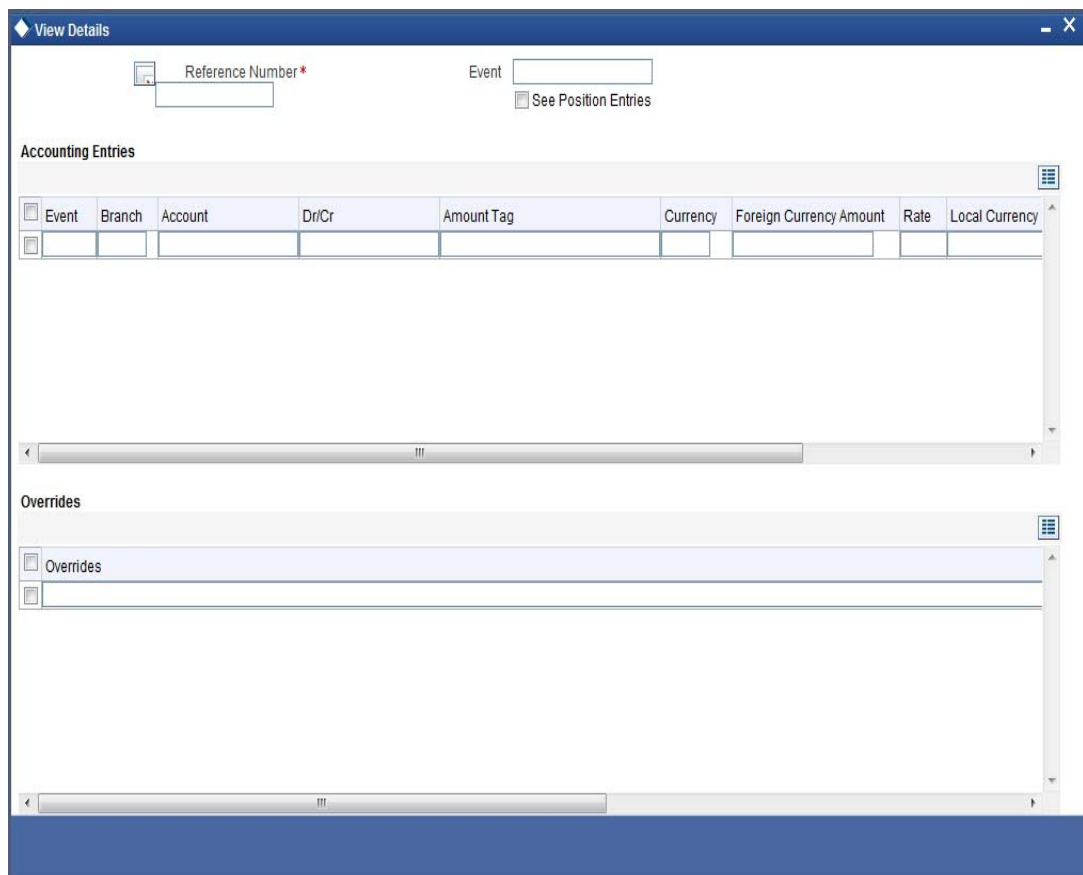 View Details
Reference Number * Event
See Position Entries
Accounting Entries
Event Branch Account Dr/Cr Amount Tag Currency Foreign Currency Amount Rate Local Currency
Overrides
Overrides